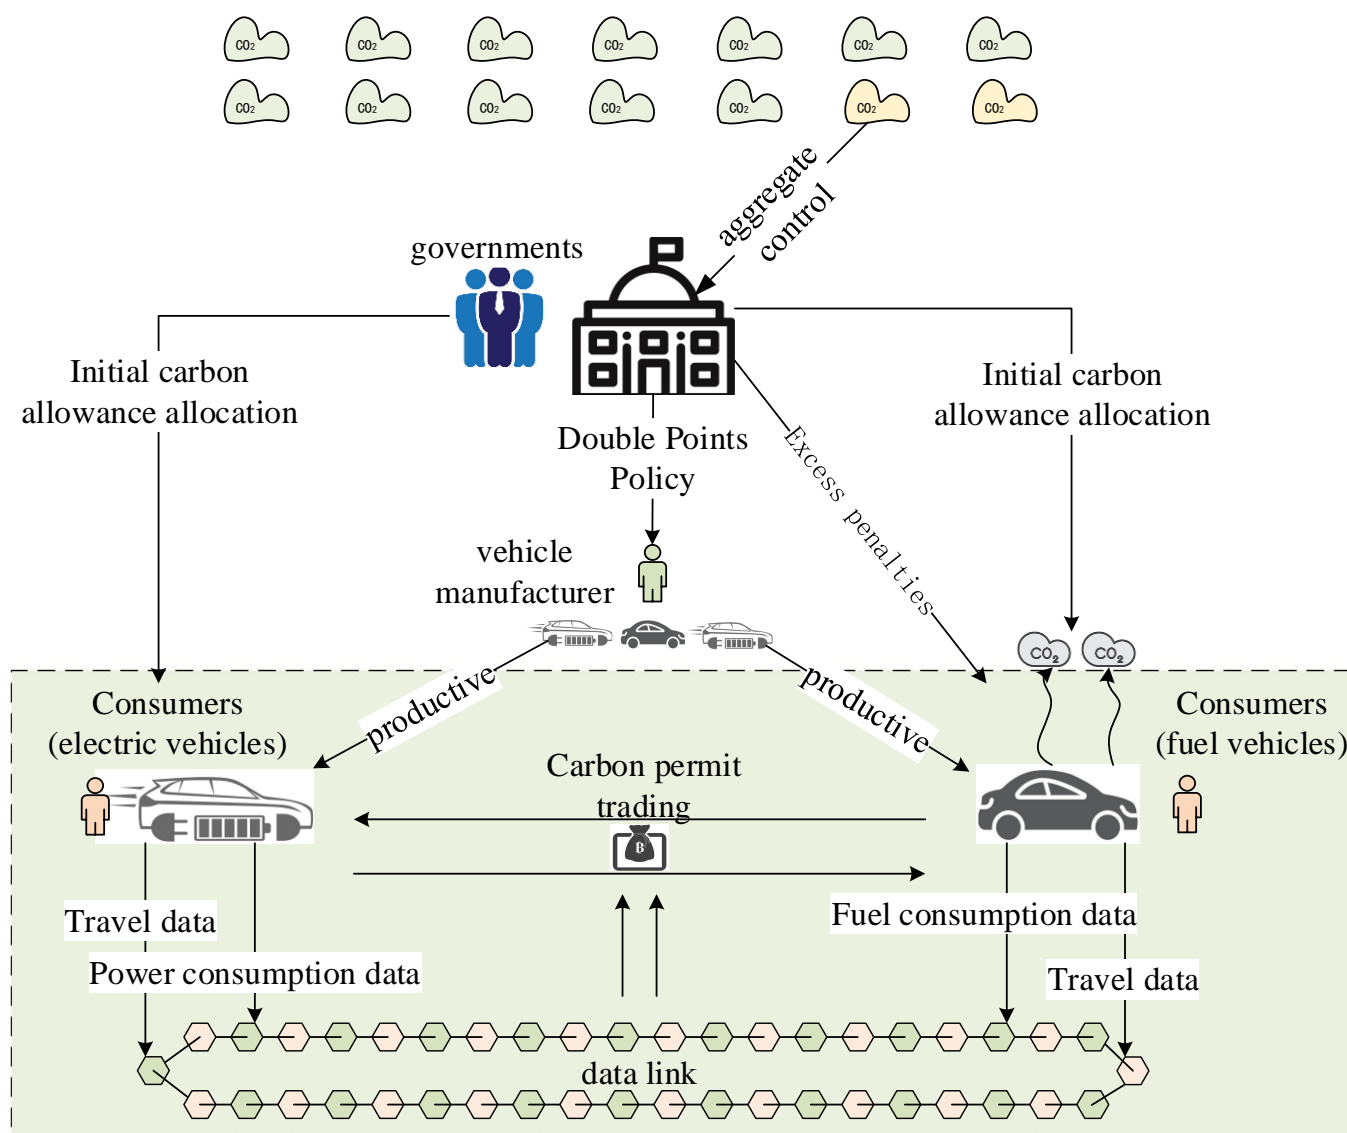 CO₂ CO₂ CO₂ CO₂ CO₂ CO₂ CO₂
CO₂ CO₂ CO₂ CO₂ CO₂ CO₂ CO₂
aggregate
control
governments
Initial carbon
allowance allocation
Initial carbon
allowance allocation
Double Points
Policy
Excess penalties
vehicle
manufacturer
CO₂ CO₂
productive
productive
Consumers
(electric vehicles)
Consumers
(fuel vehicles)
Carbon permit
trading
B
Travel data
Fuel consumption data
Power consumption data
Travel data
data link